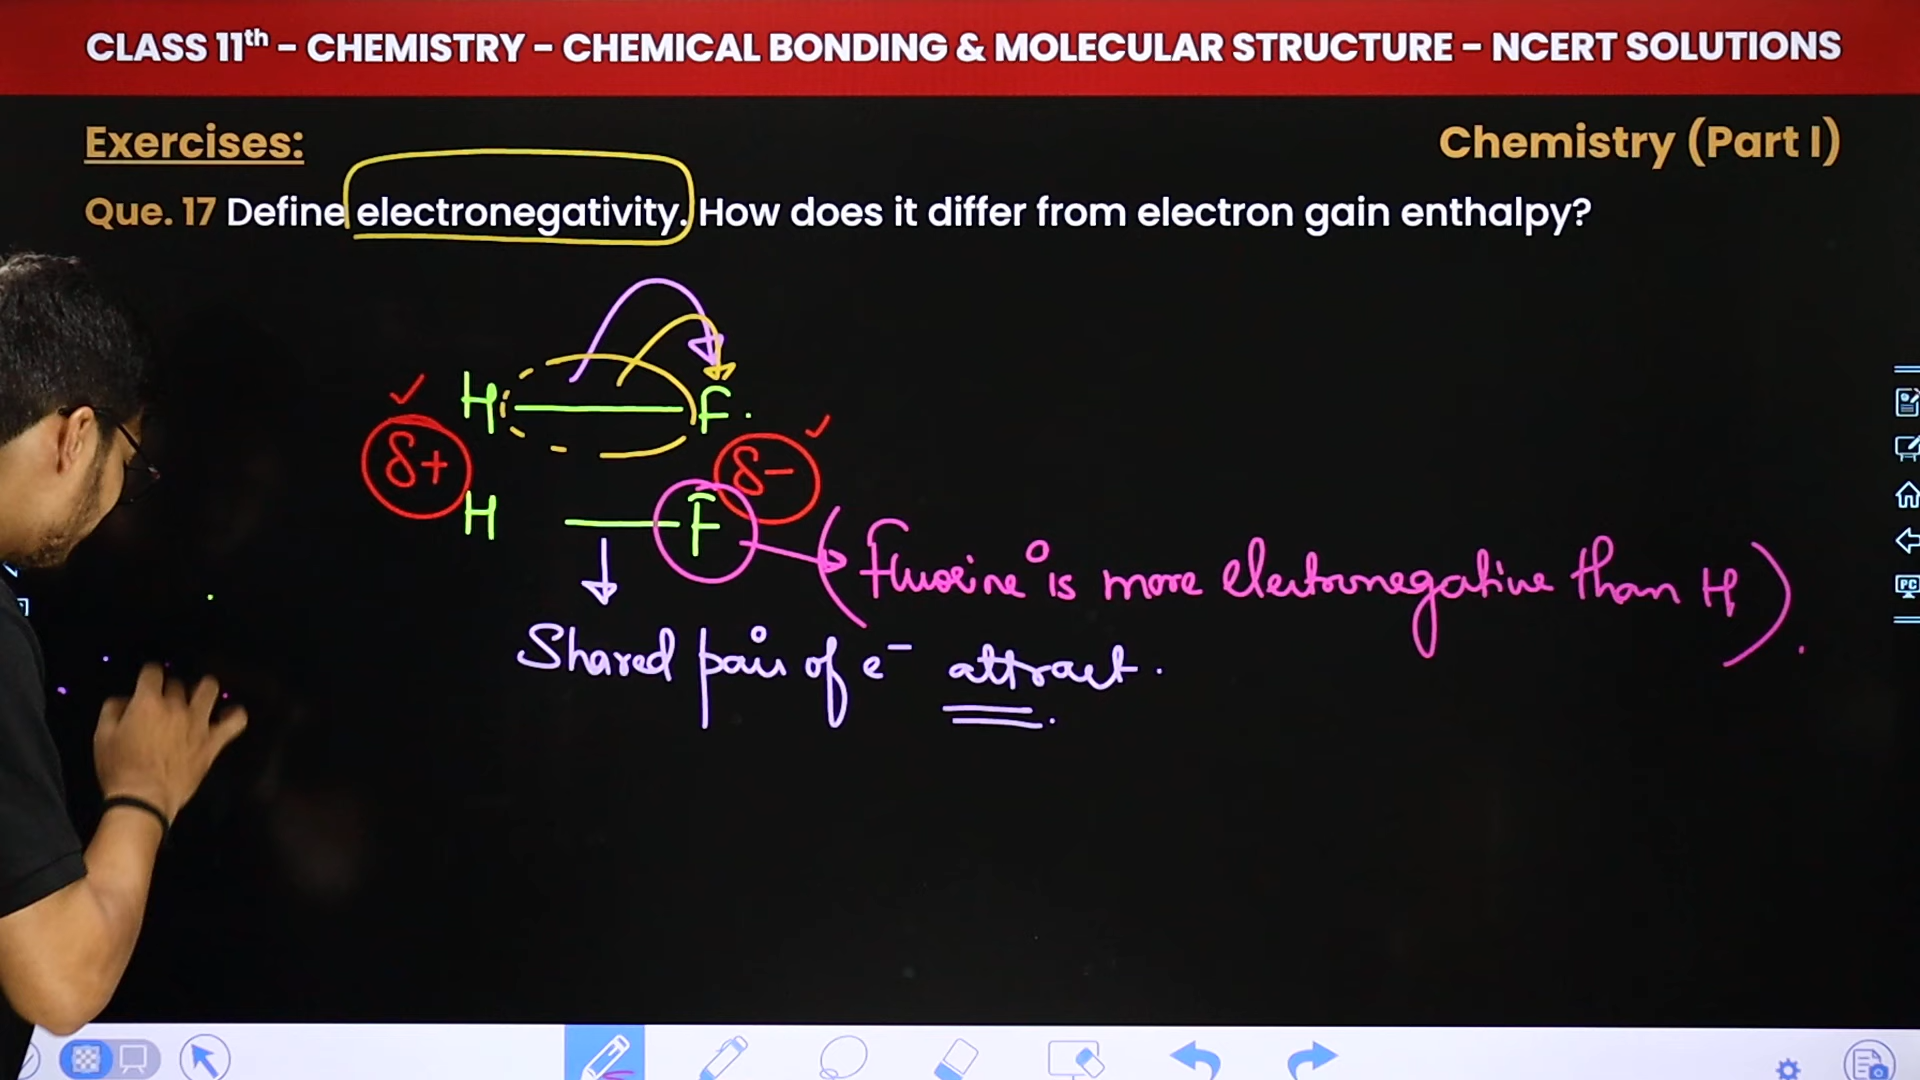 CLASS 11th – CHEMISTRY – CHEMICAL BONDING & MOLECULAR STRUCTURE – NCERT SOLUTIONS
Exercises:
Chemistry (Part I)
Que. 17 Define electronegativity. How does it differ from electron gain enthalpy?
H F.
δ+ δ-
H F
(Fluorine is more electronegative than H).
Shared pair of e⁻ attract.
PC